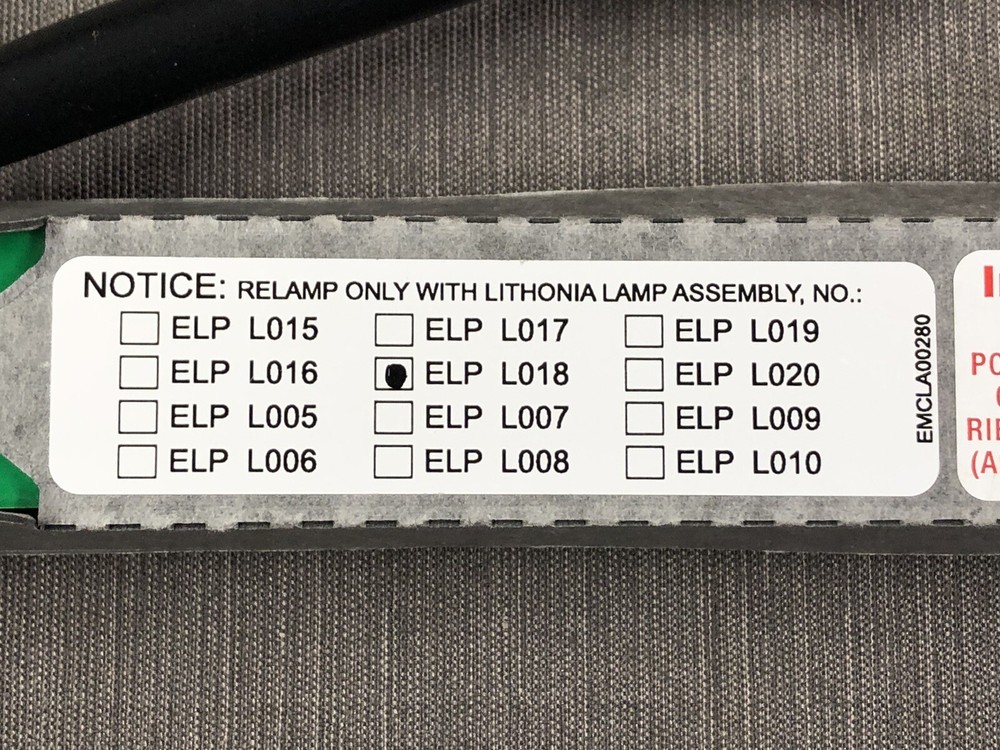 NOTICE: RELAMP ONLY WITH LITHONIA LAMP ASSEMBLY, NO.:
ELP L015 ELP L017 ELP L019
ELP L016 ELP L018 ELP L020
ELP L005 ELP L007 ELP L009
ELP L006 ELP L008 ELP L010
EMCLA00280